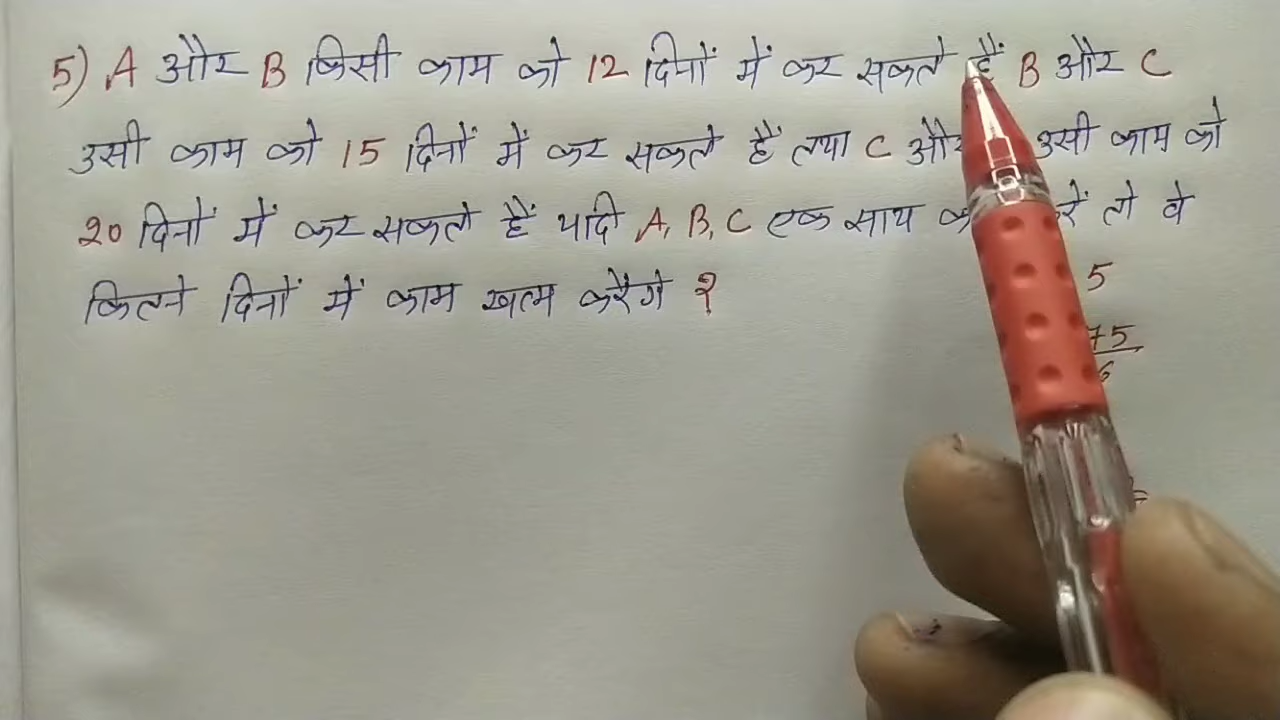 5) A और B किसी काम को 12 दिनों में कर सकते हैं B और C
उसी काम को 15 दिनों में कर सकते हैं तथा C और उसी काम को
20 दिनों में कर सकते हैं यदि A, B, C एक साथ तो वे
कितने दिनों में काम खत्म करेंगे ?
5
75